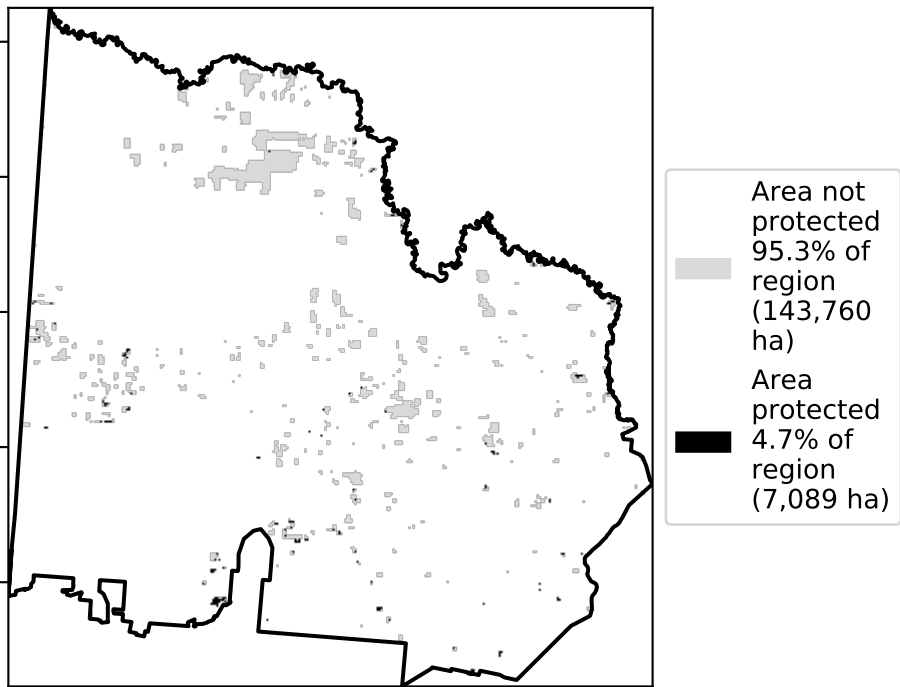 Area not
protected
95.3% of
region
(143,760
ha)
Area
protected
4.7% of
region
(7,089 ha)